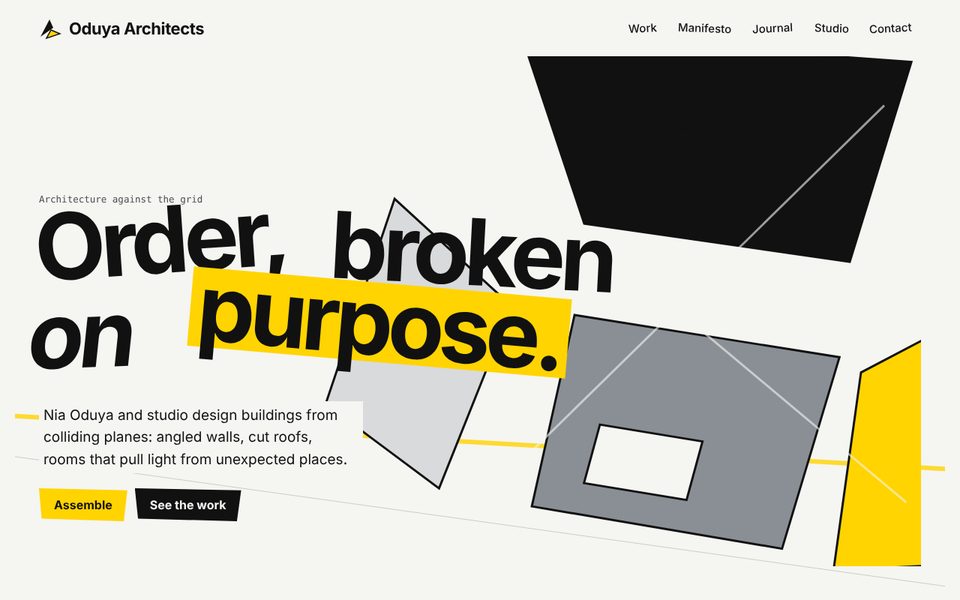 Oduya Architects
Work Manifesto Journal Studio Contact
Architecture against the grid
Order, broken
on purpose.
Nia Oduya and studio design buildings from
colliding planes: angled walls, cut roofs,
rooms that pull light from unexpected places.
Assemble See the work